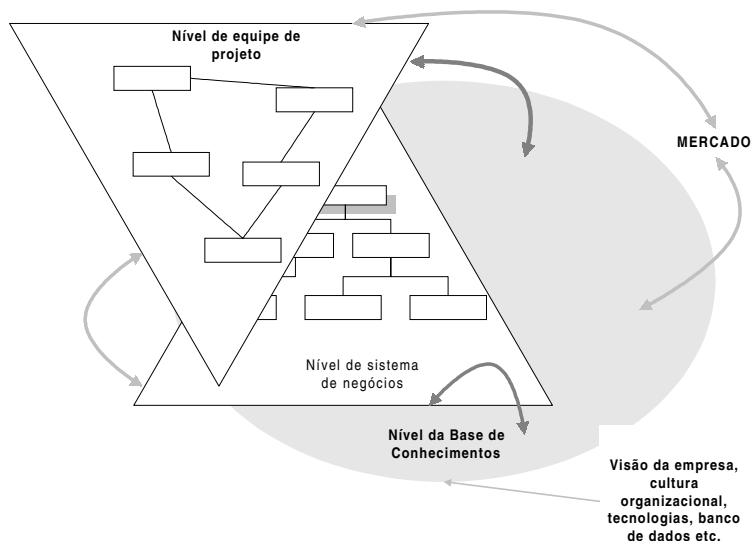 Nível de equipe de
projeto
MERCADO
Nível de sistema
de negócios
Nível da Base de
Conhecimentos
Visão da empresa,
cultura
organizacional,
tecnologias, banco
de dados etc.